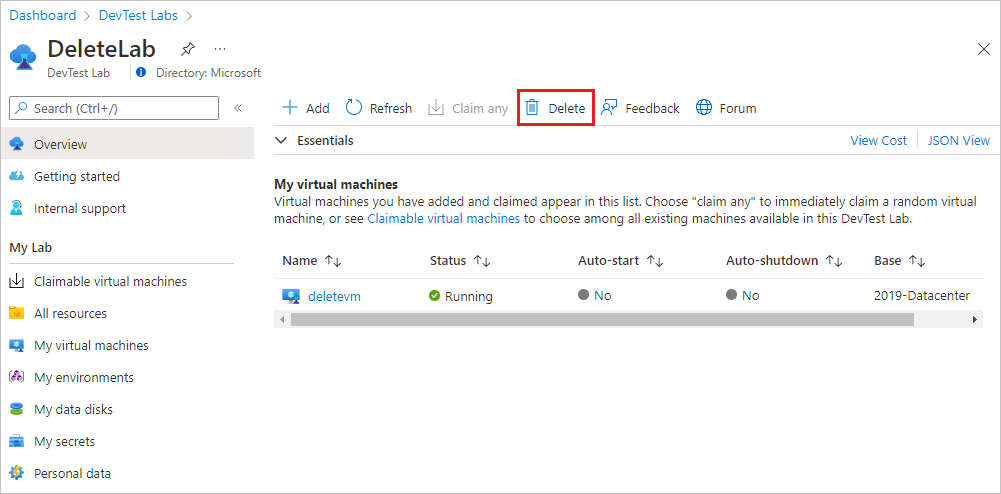 Dashboard > DevTest Labs >
DeleteLab ...
DevTest Lab | Directory: Microsoft
Search (Ctrl+/) «
Add Refresh Claim any Delete Feedback Forum
Overview
Getting started
Internal support
My Lab
Claimable virtual machines
All resources
My virtual machines
My environments
My data disks
My secrets
Personal data
Essentials View Cost JSON View
My virtual machines
Virtual machines you have added and claimed appear in this list. Choose "claim any" to immediately claim a random virtual
machine, or see Claimable virtual machines to choose among all existing machines available in this DevTest Lab.
Name ↑↓ Status ↑↓ Auto-start ↑↓ Auto-shutdown ↑↓ Base ↑↓
deletevm Running No No 2019-Datacenter